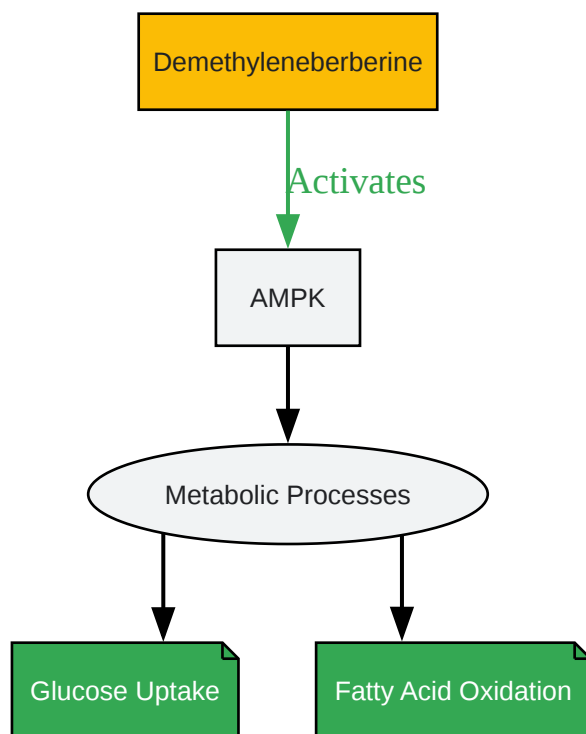 Demethyleneberberine
Activates
AMPK
Metabolic Processes
Glucose Uptake
Fatty Acid Oxidation